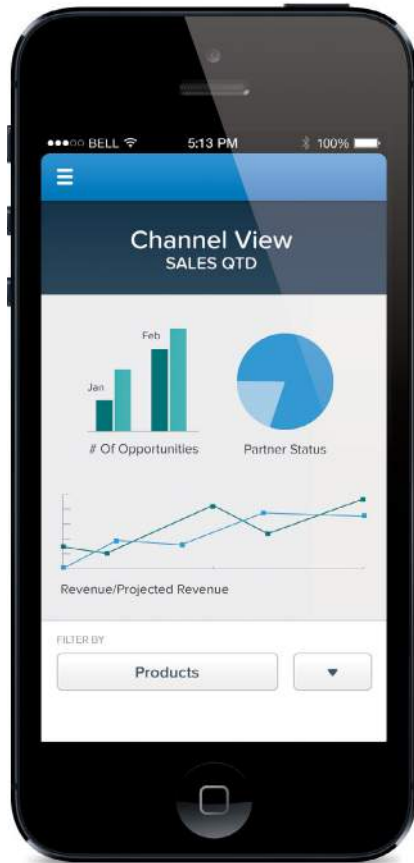 BELL 5:13 PM 100%
Channel View
SALES QTD
Feb
Jan
# Of Opportunities Partner Status
Revenue/Projected Revenue
FILTER BY
Products